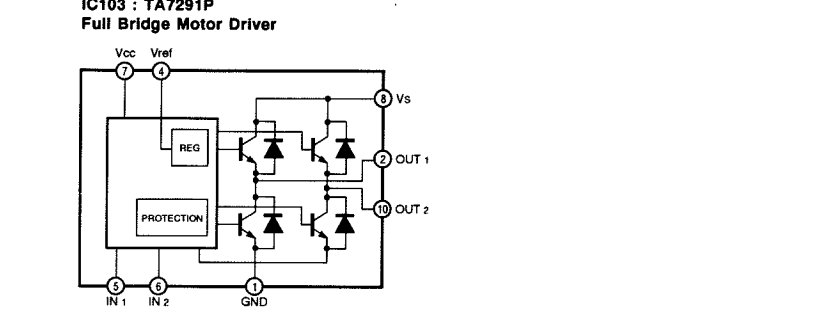 IC103 : TA7291P
Full Bridge Motor Driver
Vcc Vref
7 4
8 Vs
REG
2 OUT 1
PROTECTION
10 OUT 2
5 6 1
IN 1 IN 2 GND